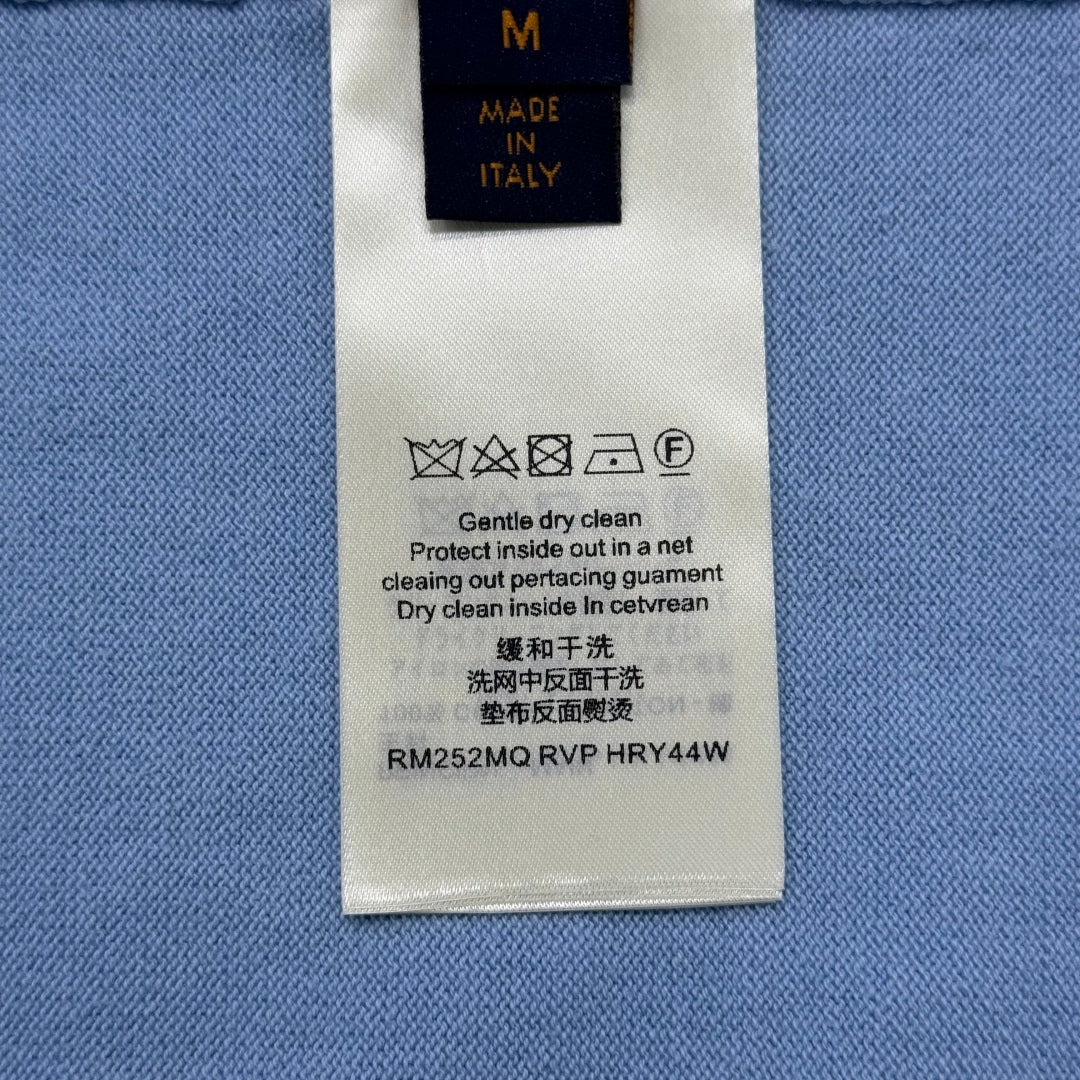 M
MADE
IN
ITALY
F
Gentle dry clean
Protect inside out in a net
cleaing out pertacing guament
Dry clean inside In cetvrean
缓和干洗
洗网中反面干洗
垫布反面熨烫
RM252MQ RVP HRY44W